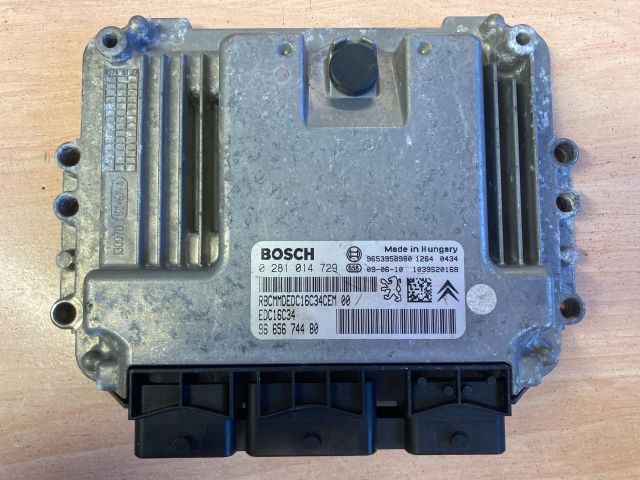 BOSCH
Made in Hungary
0 281 014 729
9653958980 1264 0434
09-06-10 1039S20168
RBCMMDEDC16C34CEM 00
EDC16C34
96 656 744 80